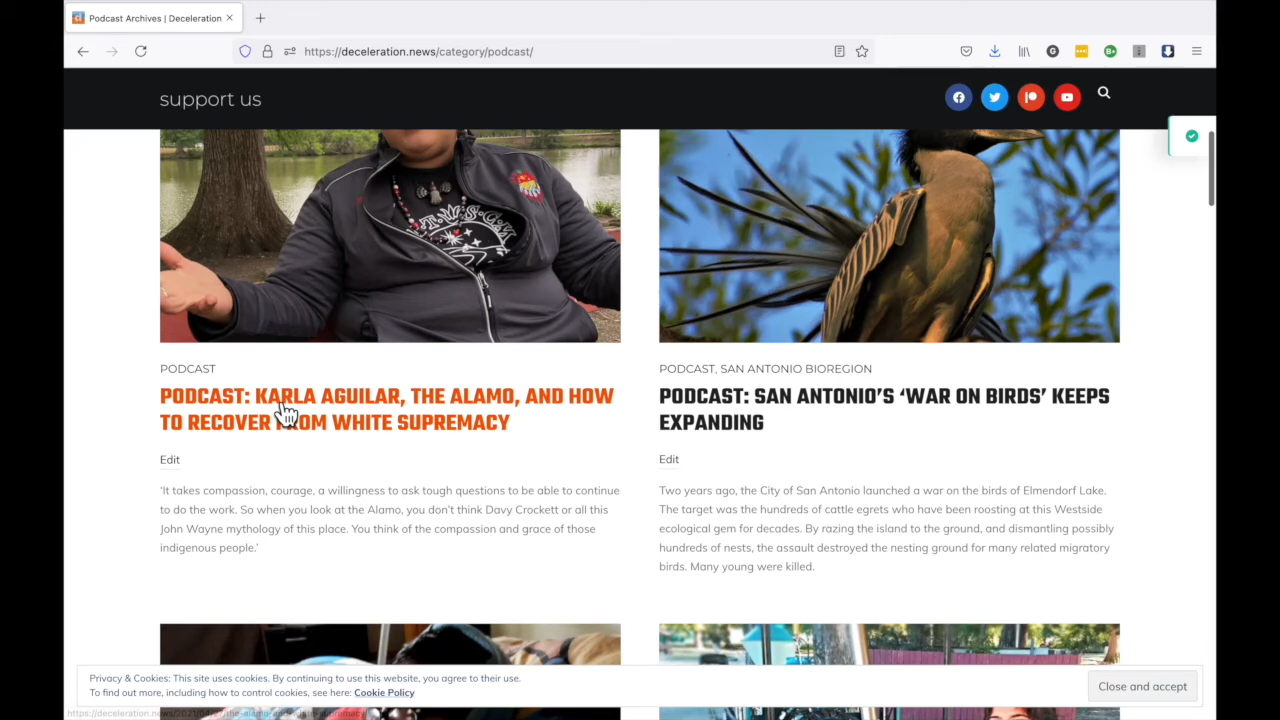 Podcast Archives | Deceleration
https://deceleration.news/category/podcast/
support us
PODCAST
PODCAST: KARLA AGUILAR, THE ALAMO, AND HOW
TO RECOVER FROM WHITE SUPREMACY
Edit
‘It takes compassion, courage, a willingness to ask tough questions to be able to continue
to do the work. So when you look at the Alamo, you don’t think Davy Crockett or all this
John Wayne mythology of this place. You think of the compassion and grace of those
indigenous people.’
PODCAST, SAN ANTONIO BIOREGION
PODCAST: SAN ANTONIO’S ‘WAR ON BIRDS’ KEEPS
EXPANDING
Edit
Two years ago, the City of San Antonio launched a war on the birds of Elmendorf Lake.
The target was the hundreds of cattle egrets who have been roosting at this Westside
ecological gem for decades. By razing the island to the ground, and dismantling possibly
hundreds of nests, the assault destroyed the nesting ground for many related migratory
birds. Many young were killed.
Privacy & Cookies: This site uses cookies. By continuing to use this website, you agree to their use.
To find out more, including how to control cookies, see here: Cookie Policy
Close and accept